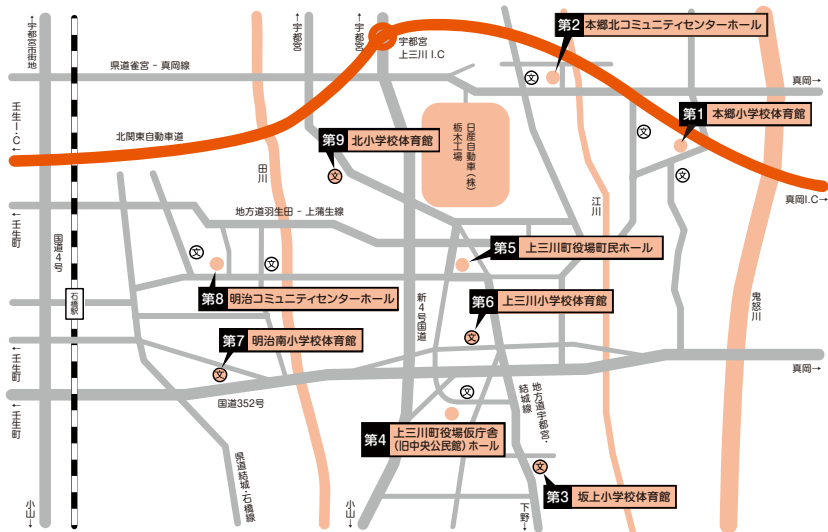 ←宇都宮市街地
←宇都宮
←宇都宮
宇都宮
上三川 I.C
第2 本郷北コミュニティセンターホール
文
県道雀宮－真岡線
真岡→
壬生I・C←
北関東自動車道
日産自動車(株)
栃木工場
第1 本郷小学校体育館
文
文
第9 北小学校体育館
文
田川
江川
真岡I.C→
←壬生町
国道4号
地方道羽生田－上蒲生線
第5 上三川町役場町民ホール
文
文
第8 明治コミュニティセンターホール
新4号国道
第6 上三川小学校体育館
文
鬼怒川
石橋駅
第7 明治南小学校体育館
文
←壬生町
真岡→
←壬生町
国道352号
文
地方道宇都宮・
結城線
第4 上三川町役場仮庁舎
(旧中央公民館)ホール
県道結城・石橋線
文
第3 坂上小学校体育館
小山→
小山→
下野→